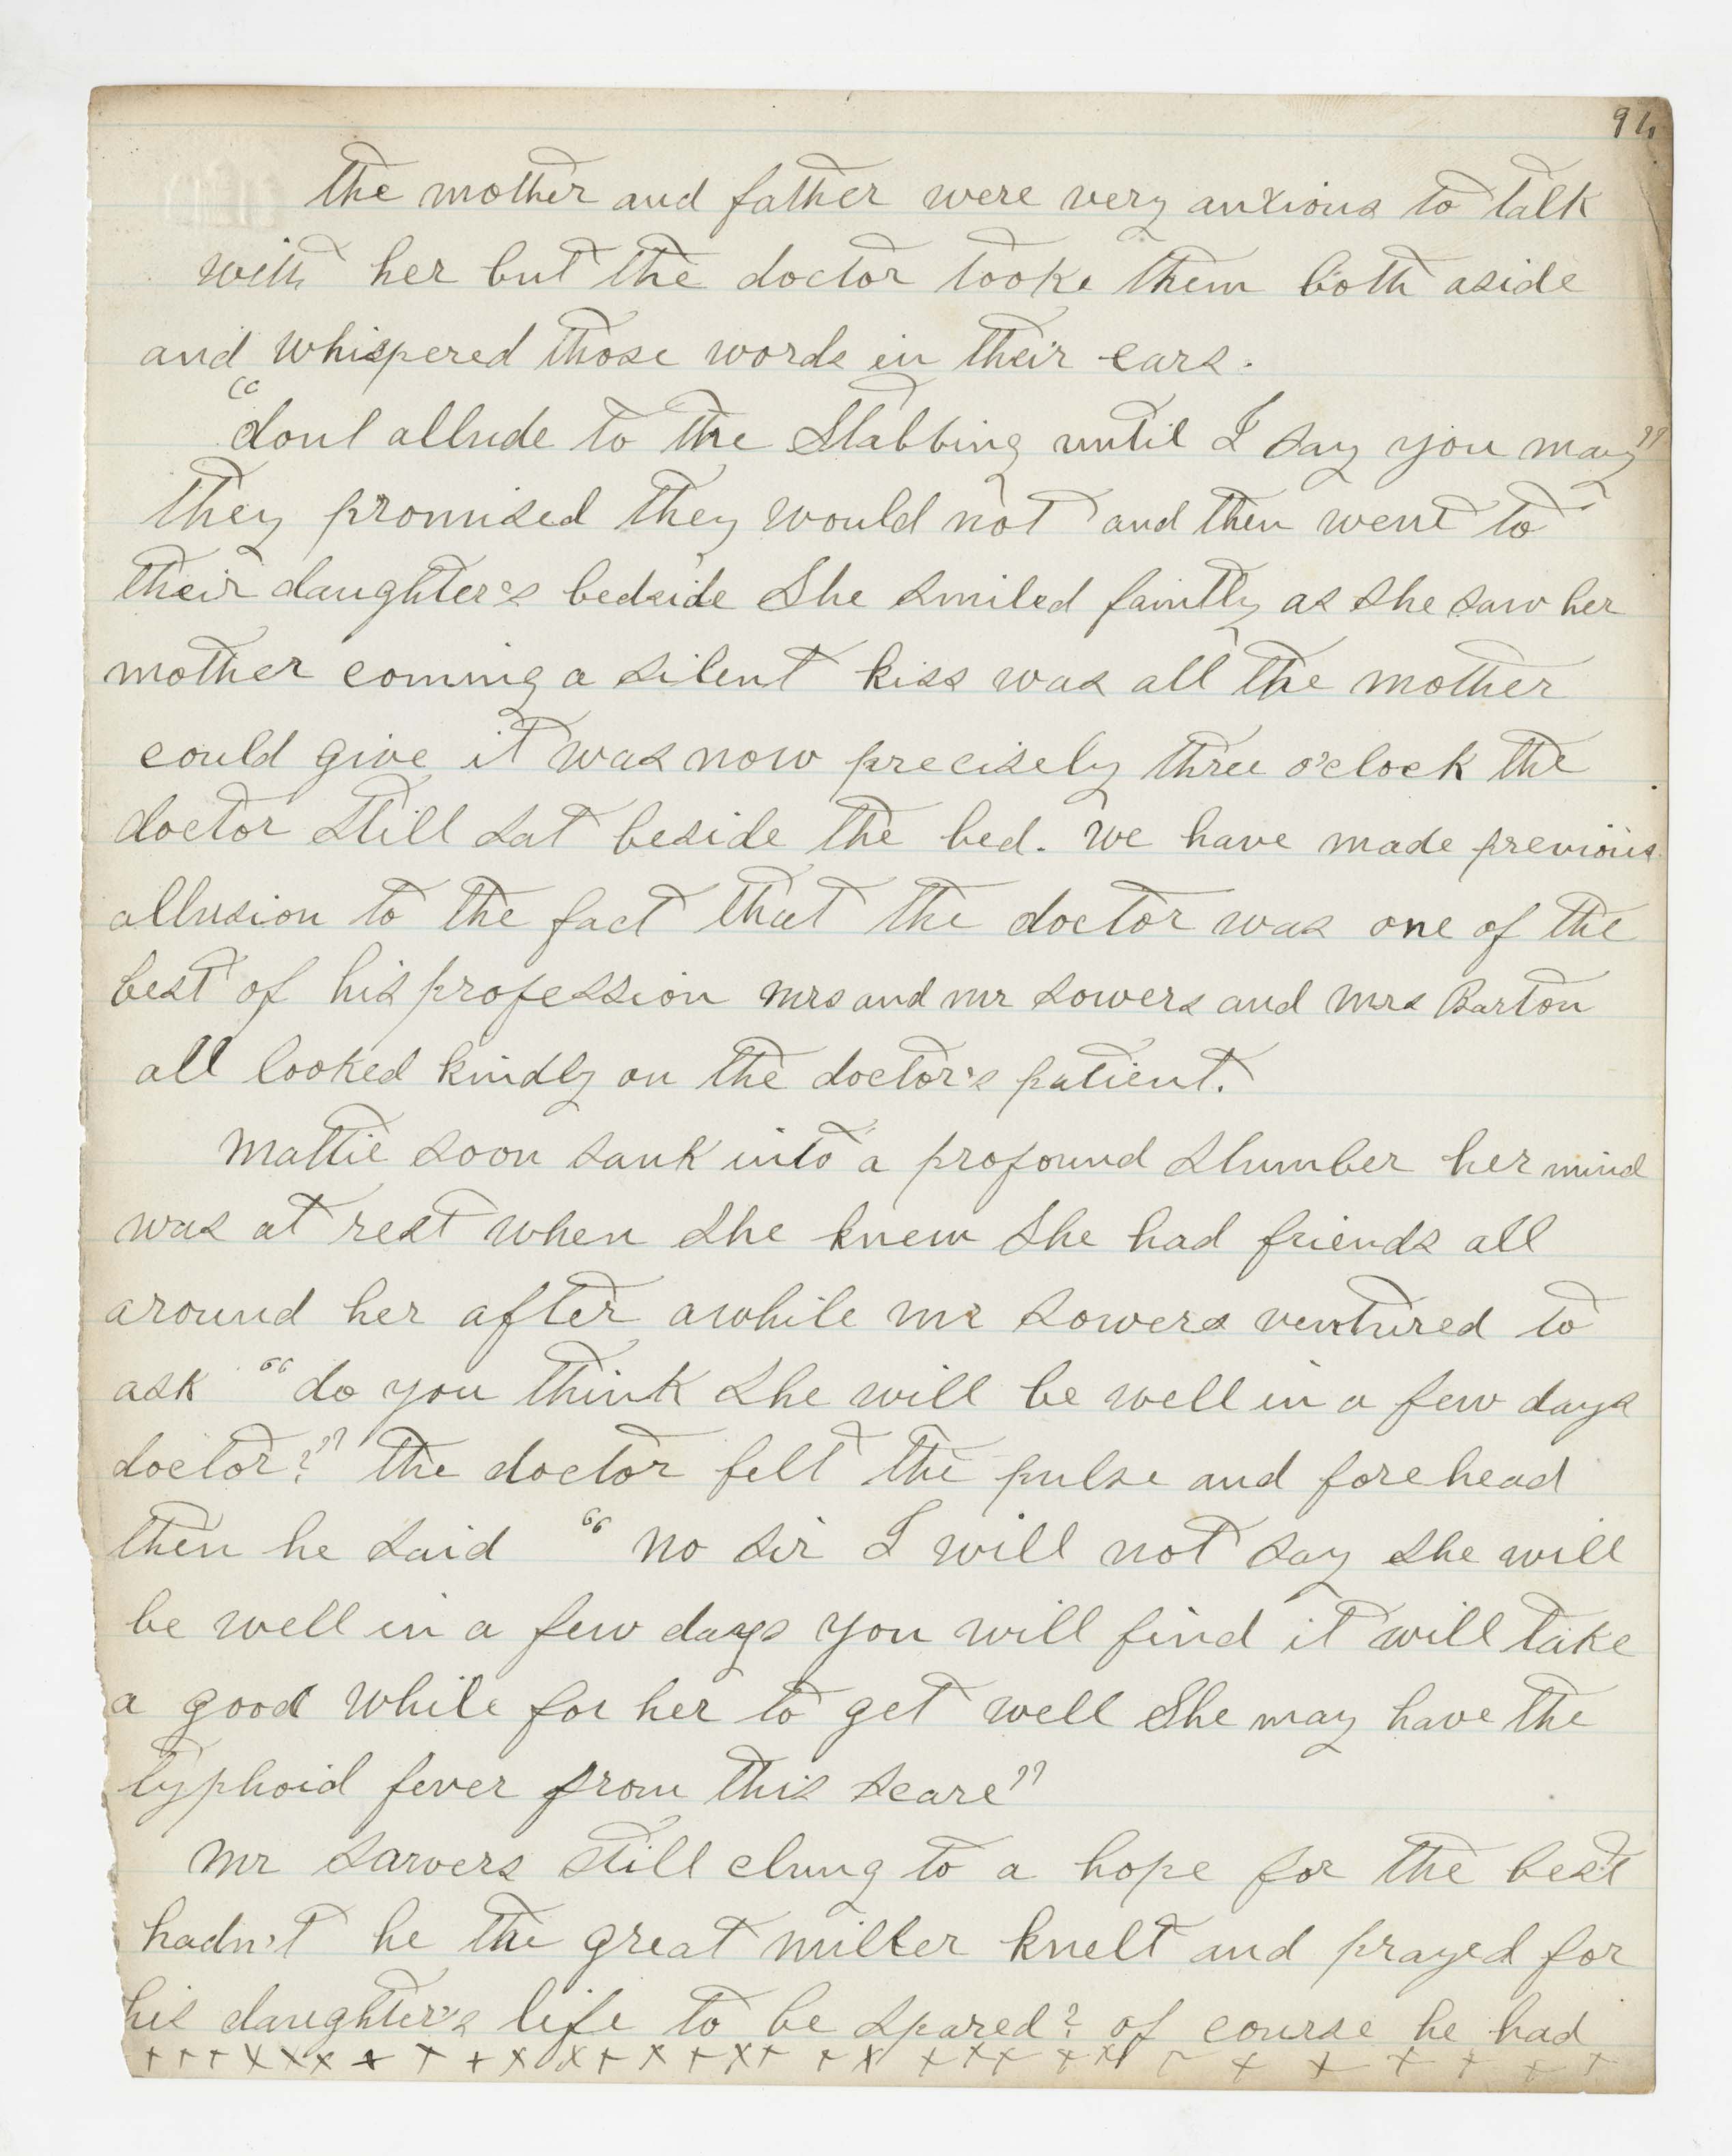 94
the mother and father were very anxious to talk
with her but the doctor tooke them both aside
and whispered those words in their ears.
"dont allude to the Stabbing until I say you may"
they promised they would not and then went to
their daughter's bedside She smiled faintly as she saw her
mother coming a silent kiss was all the mother
could give it was now precisely three o'clock the
doctor still sat beside the bed. We have made previous
allusion to the fact that the doctor was one of the
best of his profession mrs and mr Sowers and mrs Barton
all looked kindly on the doctor's patient.
Mattie soon sank into a profound slumber her mind
was at rest when she knew she had friends all
around her after awhile mr Sowers ventured to
ask "do you think she will be well in a few days
doctor?" the doctor felt the pulse and forehead
then he said "no sir I will not say she will
be well in a few days you will find it will take
a good while for her to get well She may have the
typhoid fever from this scare"
mr Sarvers still clung to a hope for the best
hadn't he the great miller knelt and prayed for
his daughter's life to be spared? of course he had